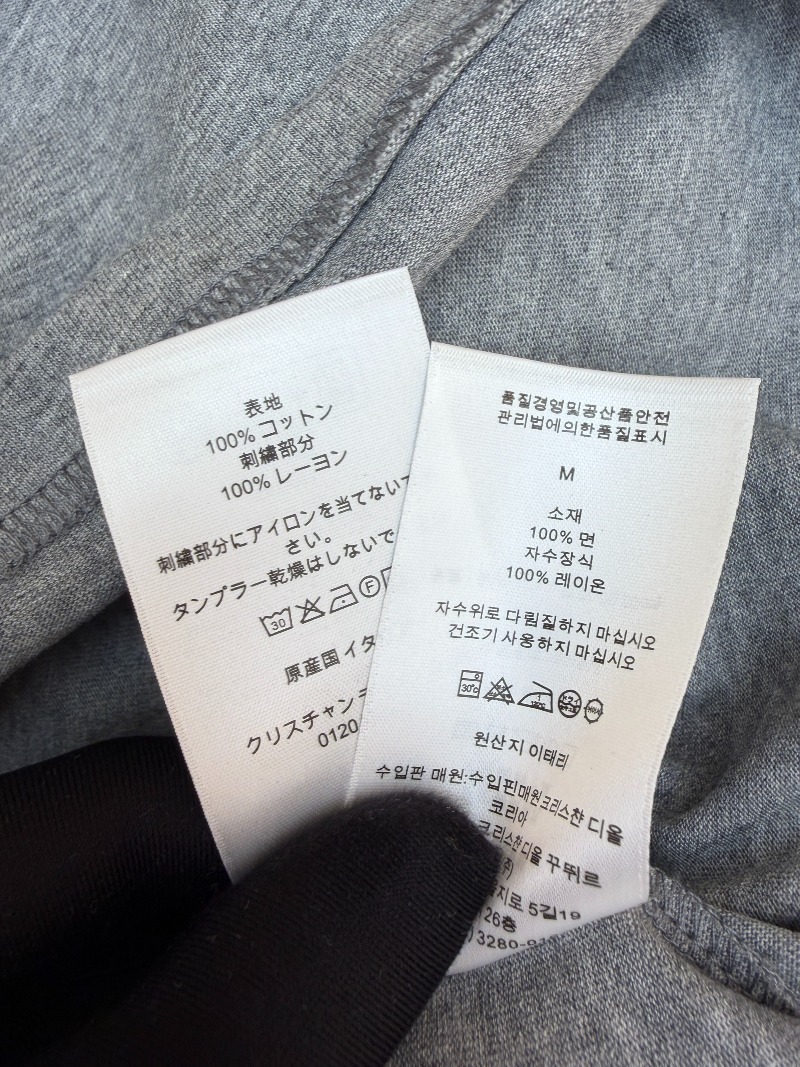 表地
100% コットン
刺繍部分
100% レーヨン
刺繍部分にアイロンを当てないで
さい。
タンブラー乾燥はしないで
30
F
原産国 イタ
クリスチャン
0120
품질경영및공산품안전
관리법에의한품질표시
M
소재
100% 면
자수장식
100% 레이온
자수위로 다림질하지 마십시오
건조기 사용하지 마십시오
30°C
원산지 이태리
수입판 매원:수입핀매원크리스챤 디올
코리아
크리스챤 디올 꾸뛰르
지로 5길19
26층
) 3280-